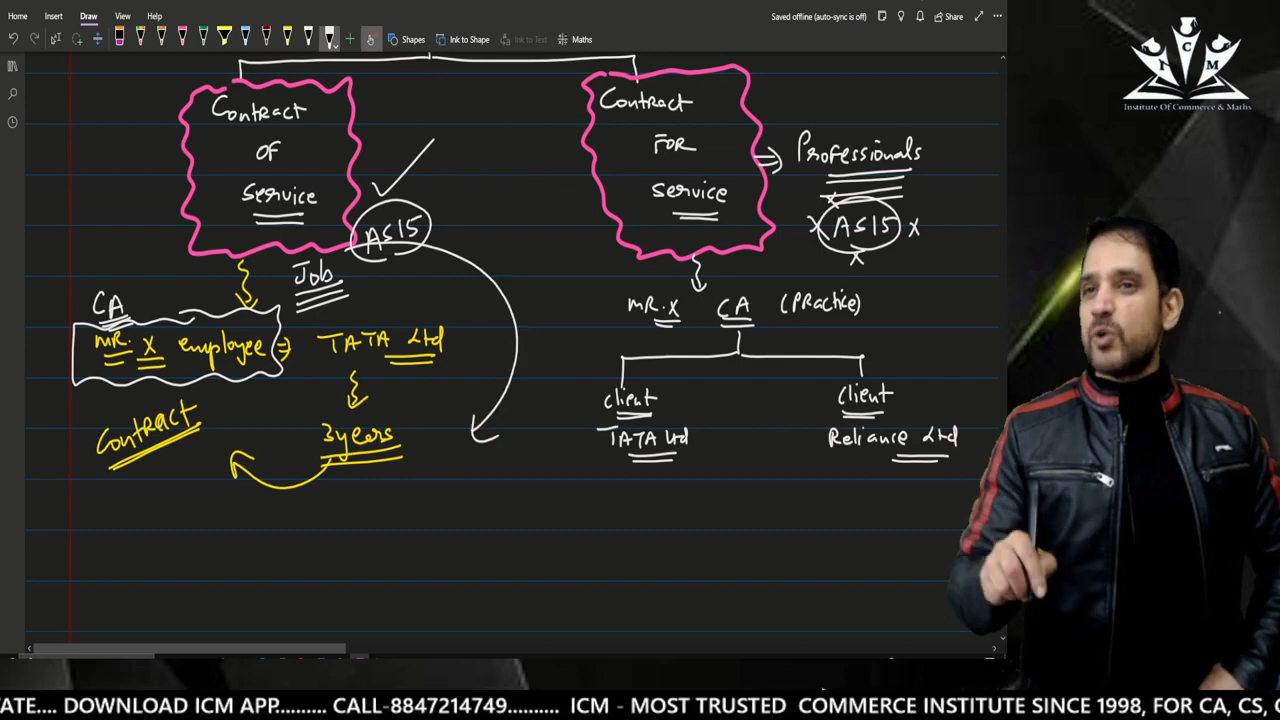 Home Insert Draw View Help
Saved offline (auto-sync is off)
Share
Shapes
Ink to Shape
Ink to Text
Maths
I C M
Institute Of Commerce & Maths
Contract
OF
service
AS15
Job
CA
MR. X employee ⇒ TATA Ltd
3 years
Contract
Contract
FOR
service
⇒ Professionals
X AS15 X
X
X
MR. X CA (PRactice)
client
TATA Ltd
client
Reliance Ltd
TATE.... DOWNLOAD ICM APP......... CALL-8847214749.......... ICM - MOST TRUSTED COMMERCE INSTITUTE SINCE 1998, FOR CA, CS, C